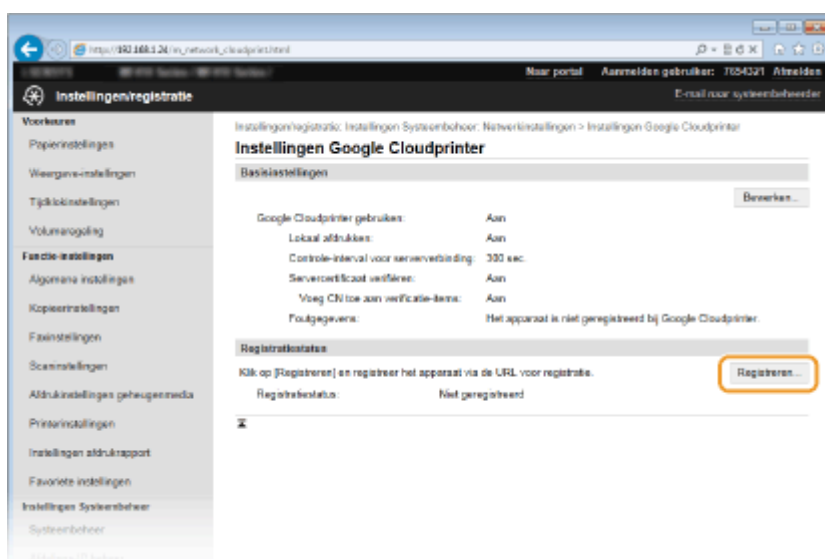 http://192.168.1.24/m_network_cloudprint.html
Naar portal Aanmelden gebruiker: 7654321 Afmelden
Instellingen/registratie
E-mail naar systeembeheerder
Voorkeuren
Papierinstellingen
Weergave-instellingen
Tijdklokinstellingen
Volumeregeling
Functie-instellingen
Algemene instellingen
Kopieerinstellingen
Faxinstellingen
Scaninstellingen
Afdrukinstellingen geheugenmedia
Printerinstellingen
Instellingen afdrukrapport
Favoriete instellingen
Instellingen Systeembeheer
Systeembeheer
Instellingen/registratie: Instellingen Systeembeheer: Netwerkinstellingen > Instellingen Google Cloudprinter
Instellingen Google Cloudprinter
Basisinstellingen
Bewerken...
Google Cloudprinter gebruiken: Aan
Lokaal afdrukken: Aan
Controle-interval voor serververbinding: 300 sec.
Servercertificaat verifiëren: Aan
Voeg CN toe aan verificatie-items: Aan
Foutgegevens: Het apparaat is niet geregistreerd bij Google Cloudprinter.
Registratiestatus
Klik op [Registreren] en registreer het apparaat via de URL voor registratie.
Registreren...
Registratiestatus: Niet geregistreerd